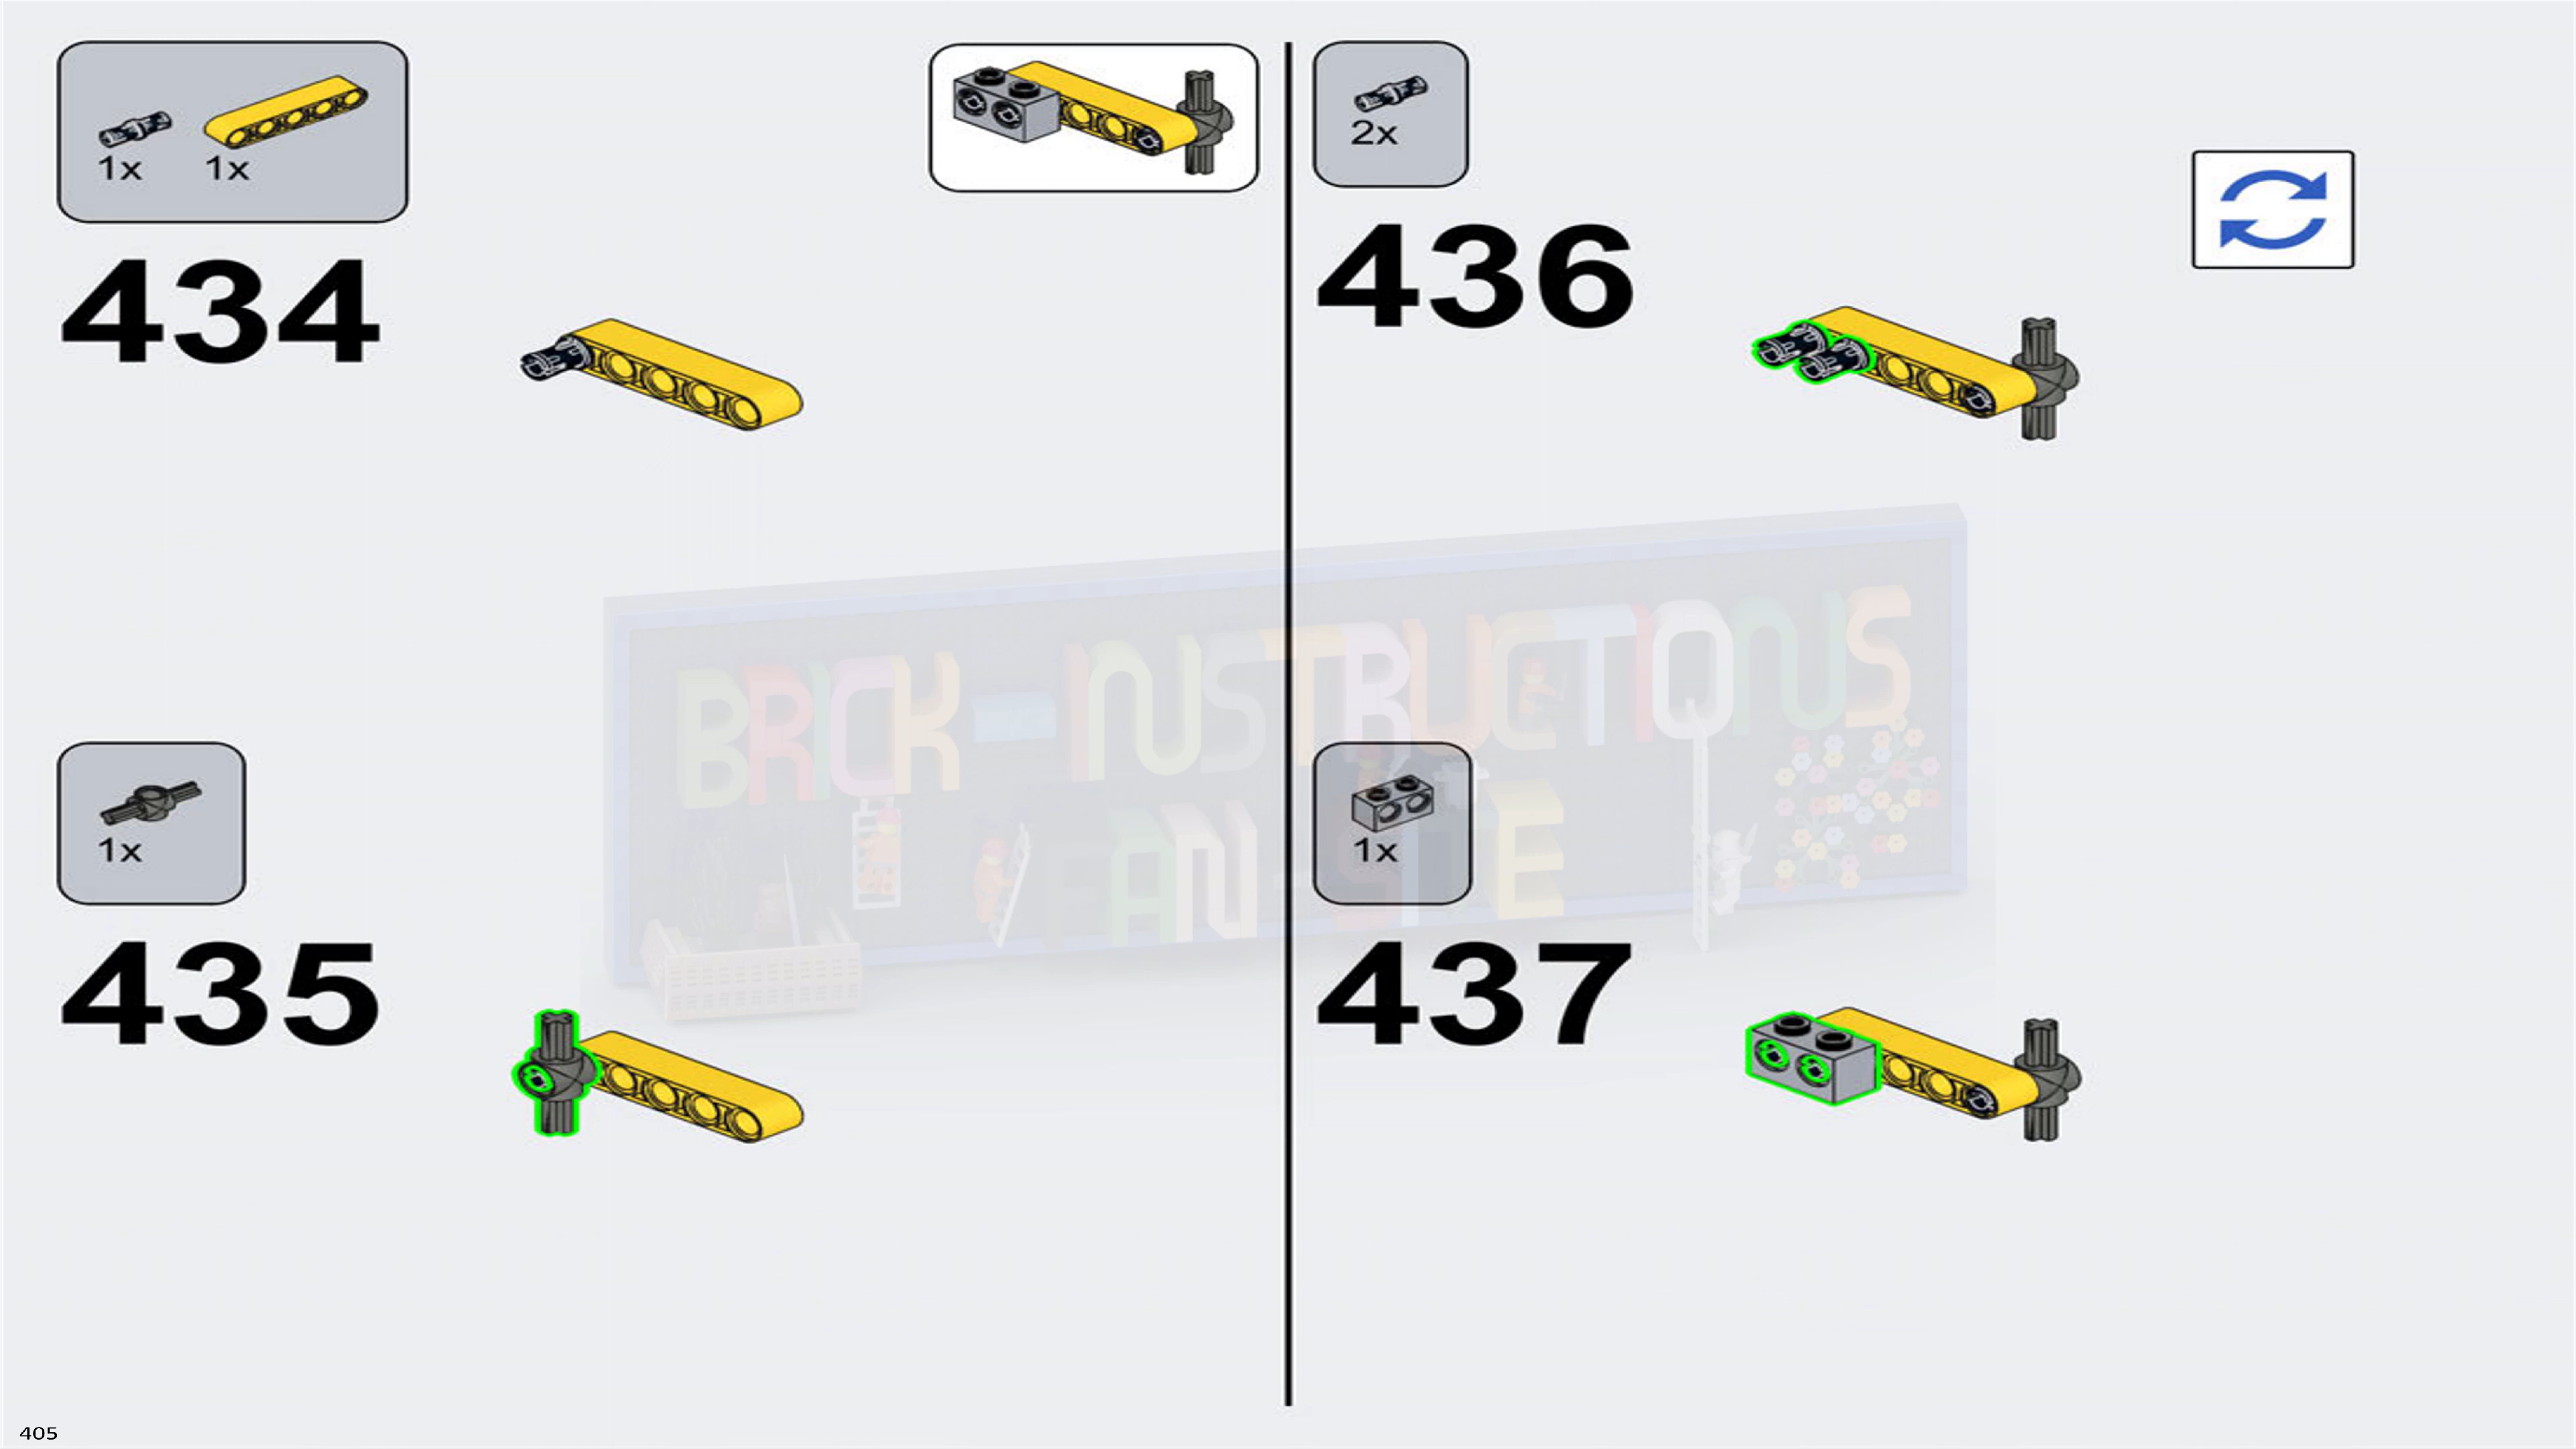 1x 1x
434
1x
435
2x
436
1x
437
BRICK-INSTRUCTIONS
FAN-SITE
405